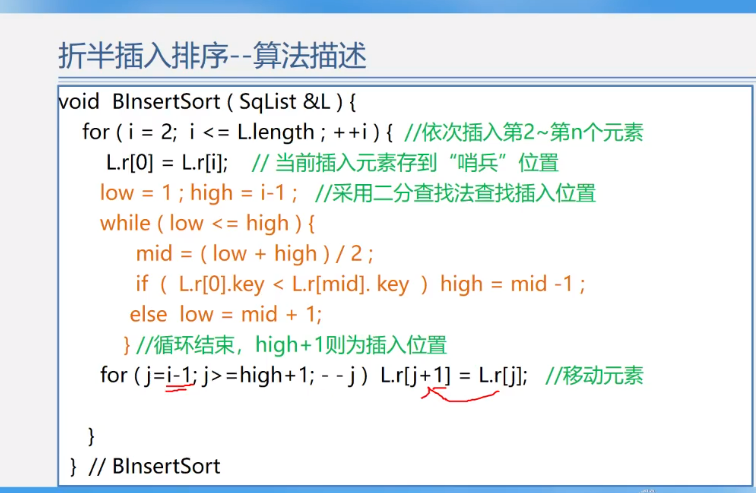 折半插入排序--算法描述
void BInsertSort ( SqList &L ) {
for ( i = 2; i <= L.length ; ++i ) { //依次插入第2~第n个元素
L.r[0] = L.r[i]; // 当前插入元素存到“哨兵”位置
low = 1 ; high = i-1 ; //采用二分查找法查找插入位置
while ( low <= high ) {
mid = ( low + high ) / 2 ;
if ( L.r[0].key < L.r[mid]. key ) high = mid -1 ;
else low = mid + 1;
} //循环结束，high+1则为插入位置
for ( j=i-1; j>=high+1; - - j ) L.r[j+1] = L.r[j]; //移动元素
}
} // BInsertSort